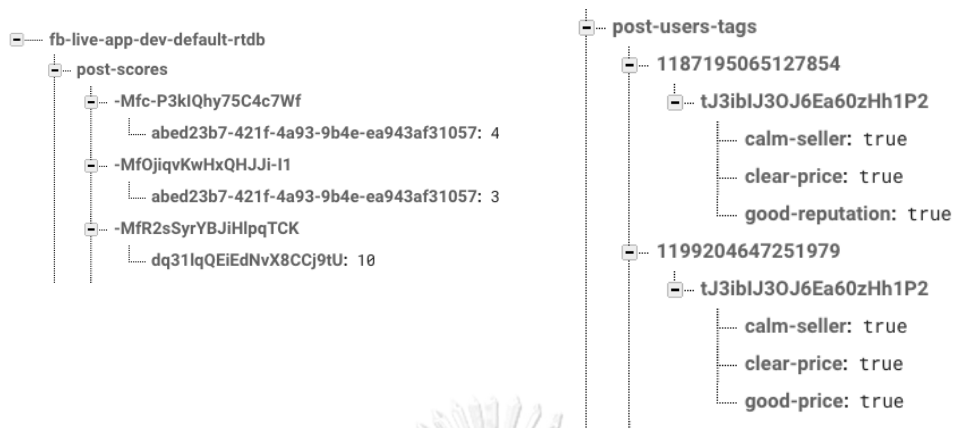 fb-live-app-dev-default-rtdb
post-scores
-Mfc-P3kIQhy75C4c7Wf
abed23b7-421f-4a93-9b4e-ea943af31057: 4
-MfOjiqvKwHxQHJJi-I1
abed23b7-421f-4a93-9b4e-ea943af31057: 3
-MfR2sSyrYBJiHlpqTCK
dq31lqQEiEdNvX8CCj9tU: 10
post-users-tags
1187195065127854
tJ3ibIJ3OJ6Ea60zHh1P2
calm-seller: true
clear-price: true
good-reputation: true
1199204647251979
tJ3ibIJ3OJ6Ea60zHh1P2
calm-seller: true
clear-price: true
good-price: true